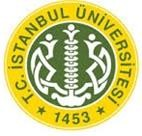 T.C. İSTANBUL ÜNİVERSİTESİ
1453